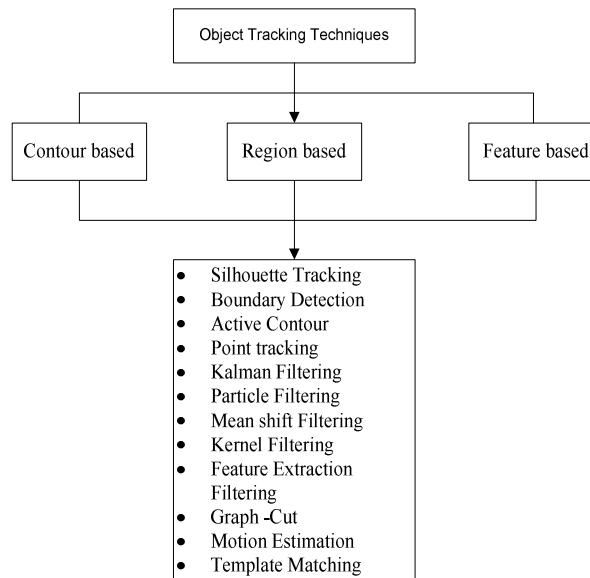 Object Tracking Techniques
Contour based
Region based
Feature based
• Silhouette Tracking
• Boundary Detection
• Active Contour
• Point tracking
• Kalman Filtering
• Particle Filtering
• Mean shift Filtering
• Kernel Filtering
• Feature Extraction
Filtering
• Graph -Cut
• Motion Estimation
• Template Matching